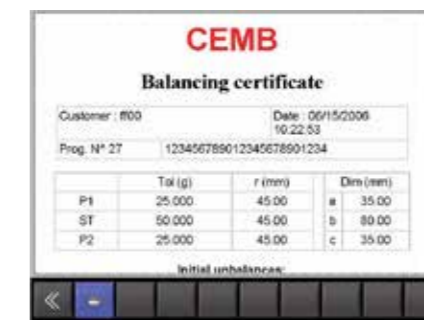 CEMB
Balancing certificate
Customer : ff00 Date : 06/15/2006
10:22:53
Prog. N° 27 123456789012345678901234
Tol (g) r (mm) Dim (mm)
P1 25.000 45.00 a 35.00
ST 50.000 45.00 b 80.00
P2 25.000 45.00 c 35.00
Initial unbalances: